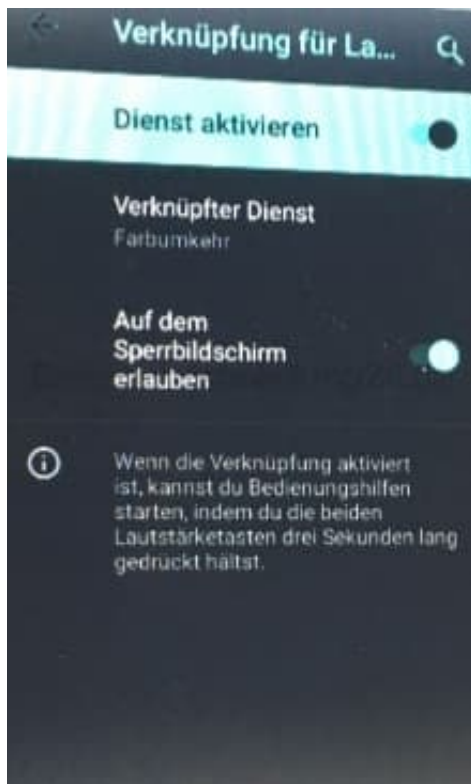 Verknüpfung für La...
Dienst aktivieren
Verknüpfter Dienst
Farbumkehr
Auf dem
Sperrbildschirm
erlauben
Wenn die Verknüpfung aktiviert
ist, kannst du Bedienungshilfen
starten, indem du die beiden
Lautstärketasten drei Sekunden lang
gedrückt hältst.